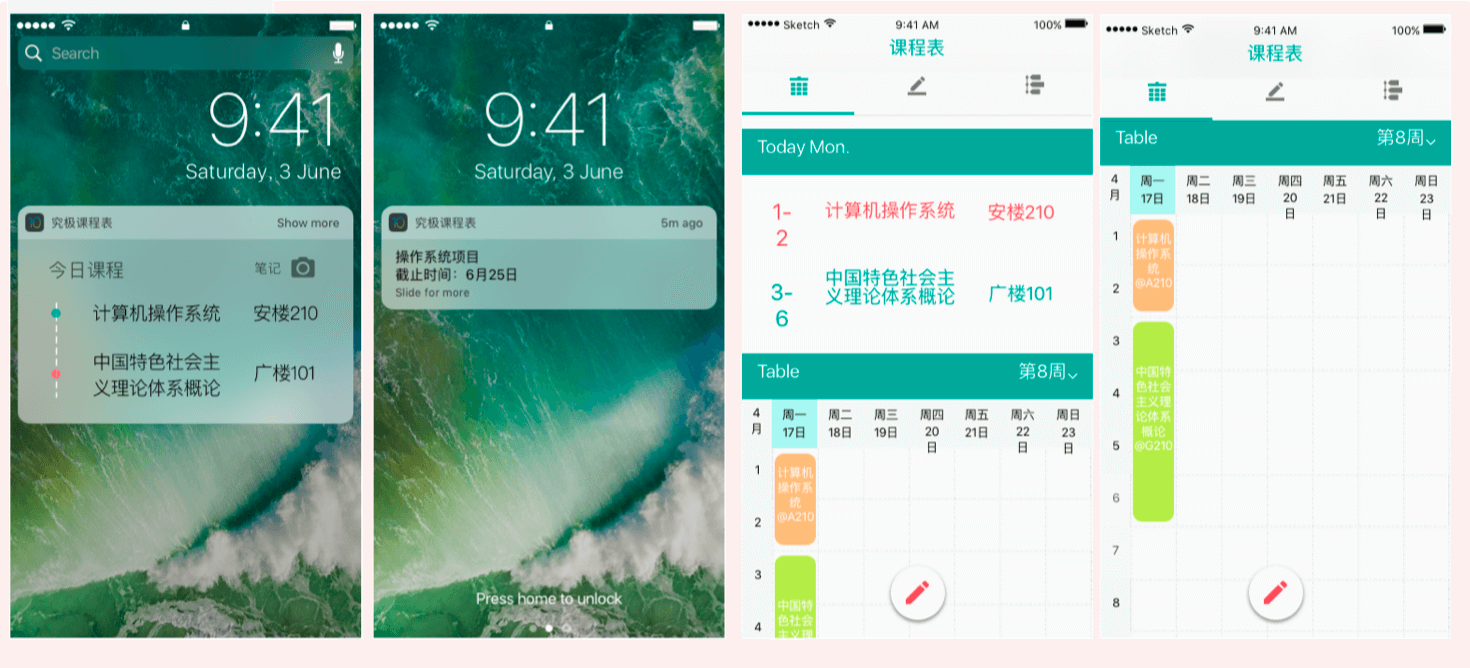 Search
9:41
Saturday, 3 June
究极课程表
Show more
今日课程
笔记
计算机操作系统
安楼210
中国特色社会主
义理论体系概论
广楼101
9:41
Saturday, 3 June
究极课程表
5m ago
操作系统项目
截止时间：6月25日
Slide for more
Press home to unlock
Sketch
9:41 AM
100%
课程表
Today Mon.
1-
2
计算机操作系统
安楼210
3-
6
中国特色社会主
义理论体系概论
广楼101
Table
第8周
4
月
周一
17日
周二
18日
周三
19日
周四
20
日
周五
21日
周六
22
日
周日
23
日
1
2
3
4
计算机
操作系
统
@A210
中国特
色社会
主义理
Sketch
9:41 AM
100%
课程表
Table
第8周
4
月
周一
17日
周二
18日
周三
19日
周四
20
日
周五
21日
周六
22
日
周日
23
日
1
2
3
4
5
6
7
8
计算机
操作系
统
@A210
中国特
色社会
主义理
论体系
概论
@G210